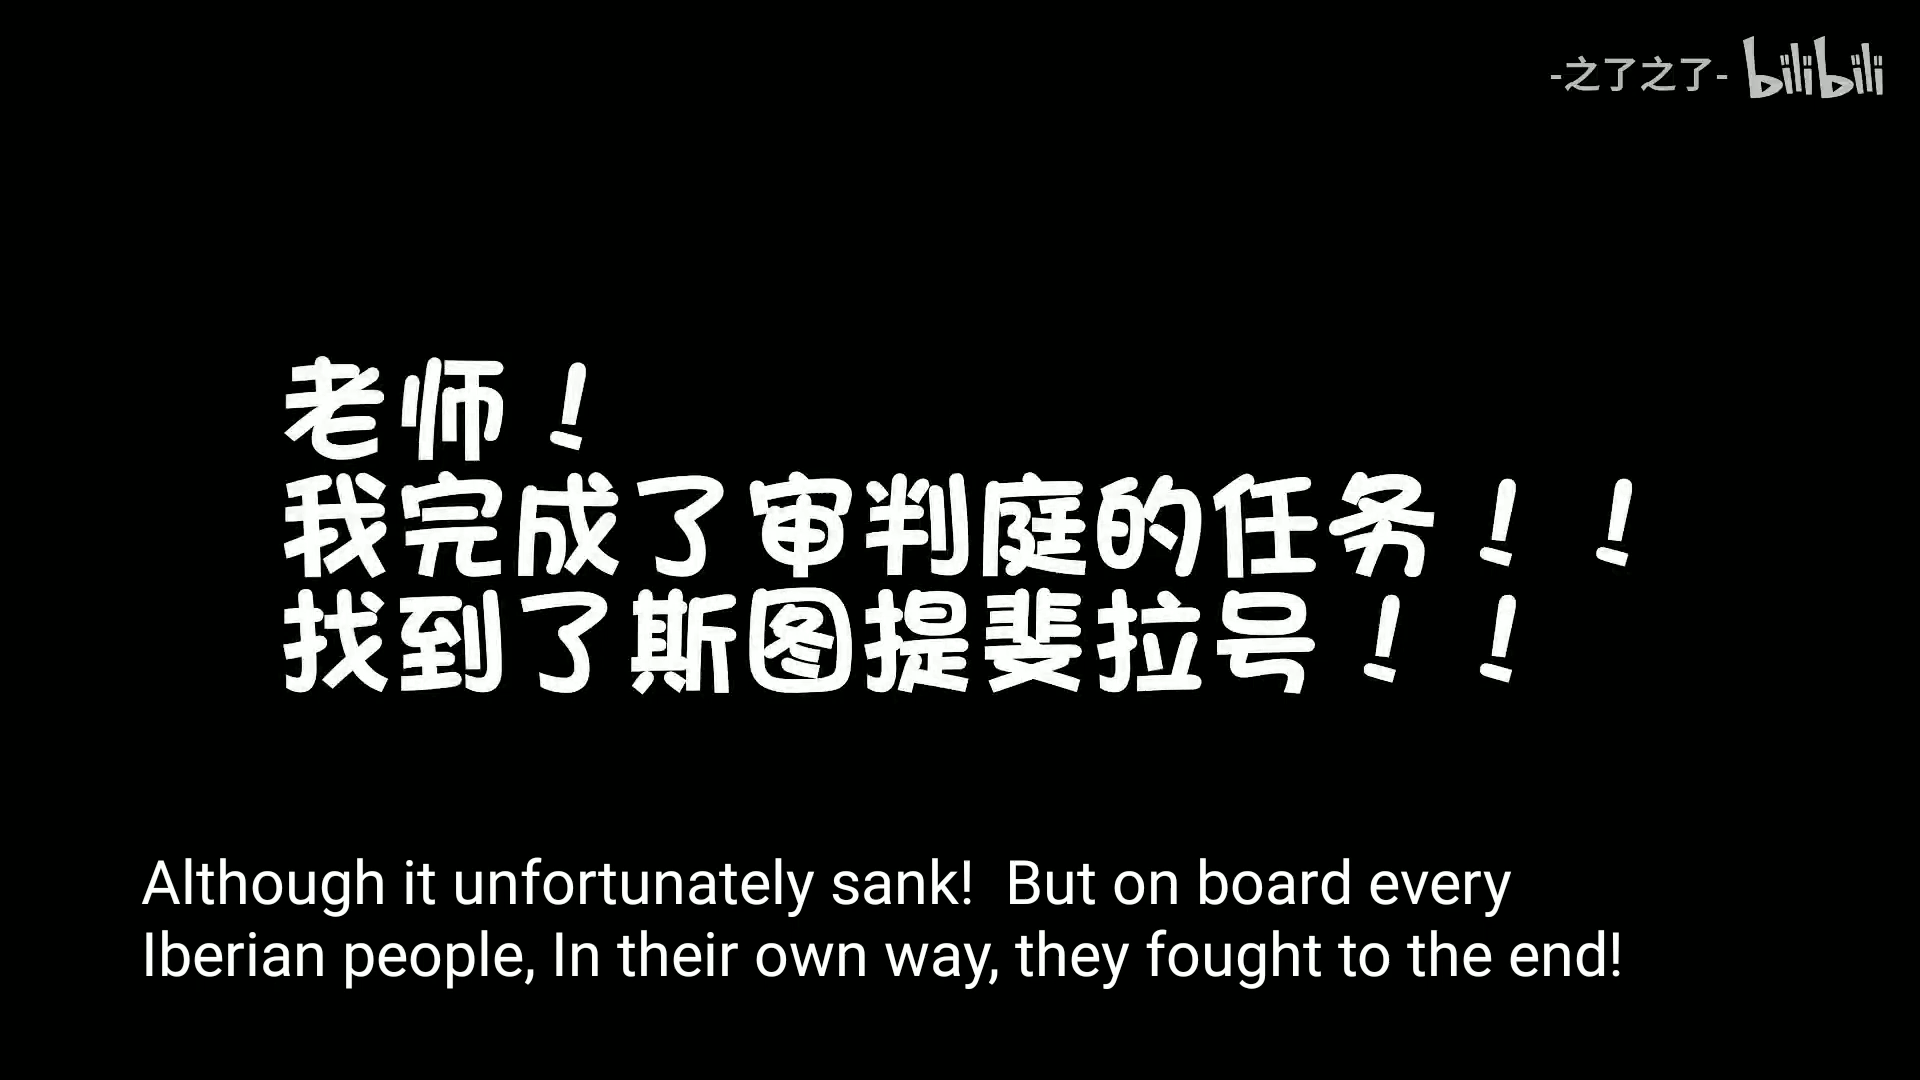 -之了之了- bilibili
老师！
我完成了审判庭的任务！！
找到了斯图提斐拉号！！
Although it unfortunately sank!  But on board every
Iberian people, In their own way, they fought to the end!